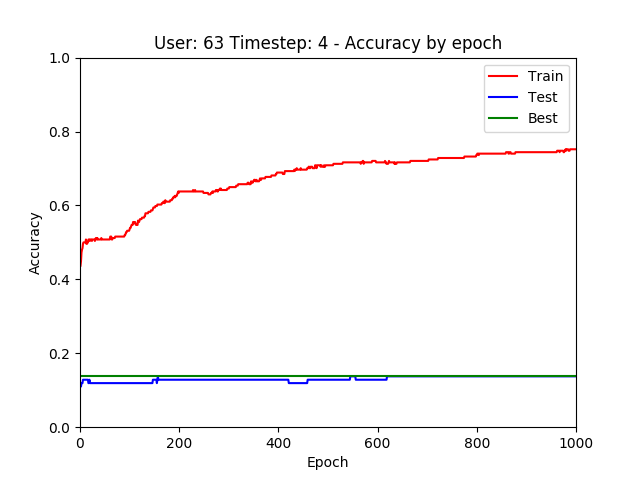 User: 63 Timestep: 4 - Accuracy by epoch
1.0
0.8
0.6
0.4
0.2
0.0
Accuracy
Train
Test
Best
0 200 400 600 800 1000
Epoch